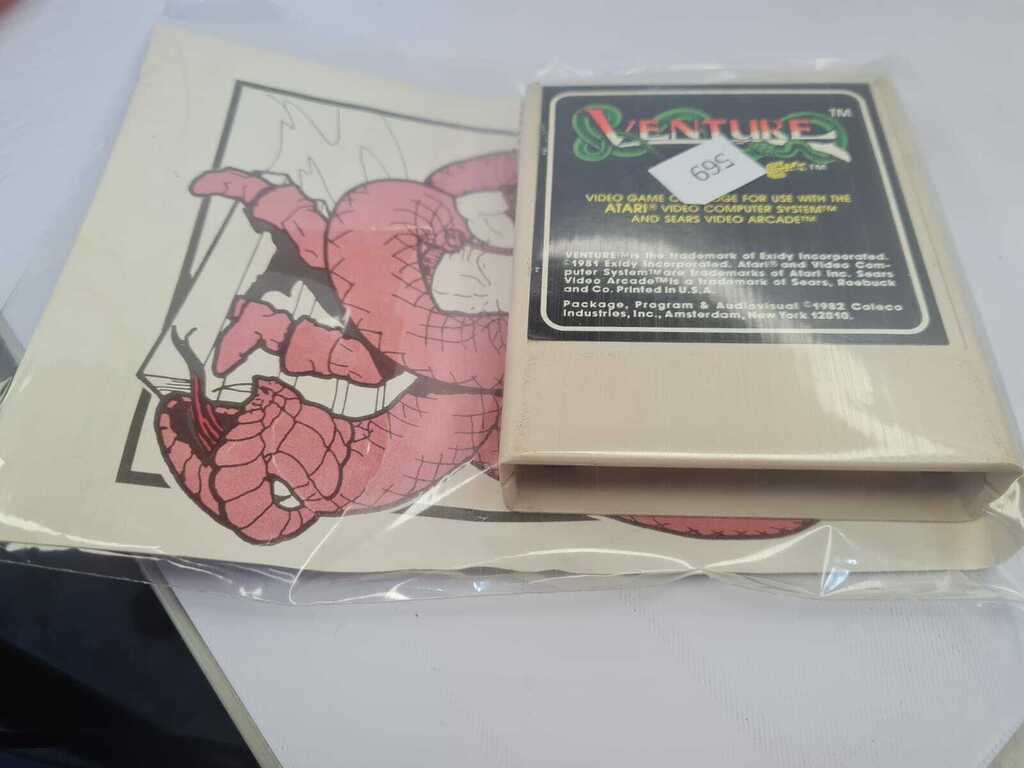 VENTURE™
569
™
VIDEO GAME C DGE FOR USE WITH THE
ATARI® VIDEO COMPUTER SYSTEM™
AND SEARS VIDEO ARCADE™
VENTURE™ is the trademark of Exidy Incorporated.
©1981 Exidy Incorporated. Atari® and Video Com-
puter System™ are trademarks of Atari Inc. Sears
Video Arcade™ is a trademark of Sears, Roebuck
and Co. Printed in U.S.A.
Package, Program & Audiovisual ©1982 Coleco
Industries, Inc., Amsterdam, New York 12010.